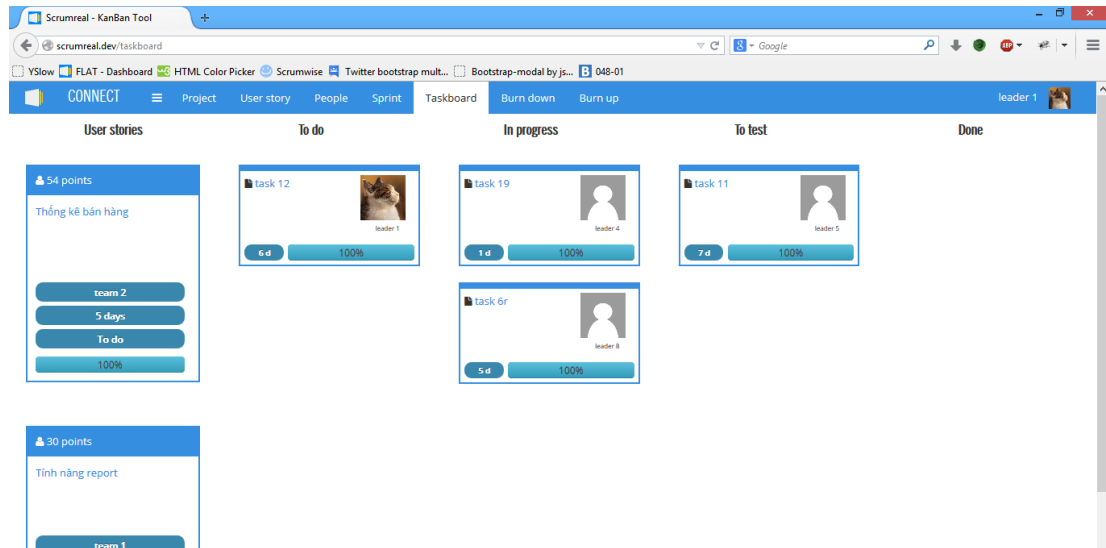 Scrumreal - KanBan Tool
scrumreal.dev/taskboard
Google
YSlow FLAT - Dashboard HTML Color Picker Scrumwise Twitter bootstrap mult... Bootstrap-modal by js... 048-01
CONNECT Project User story People Sprint Taskboard Burn down Burn up leader 1
User stories To do In progress To test Done
54 points
Thống kê bán hàng
team 2
5 days
To do
100%
task 12
leader 1
6 d 100%
task 19
leader 4
1 d 100%
task 6r
leader 8
5 d 100%
task 11
leader 5
7 d 100%
30 points
Tính năng report
team 1